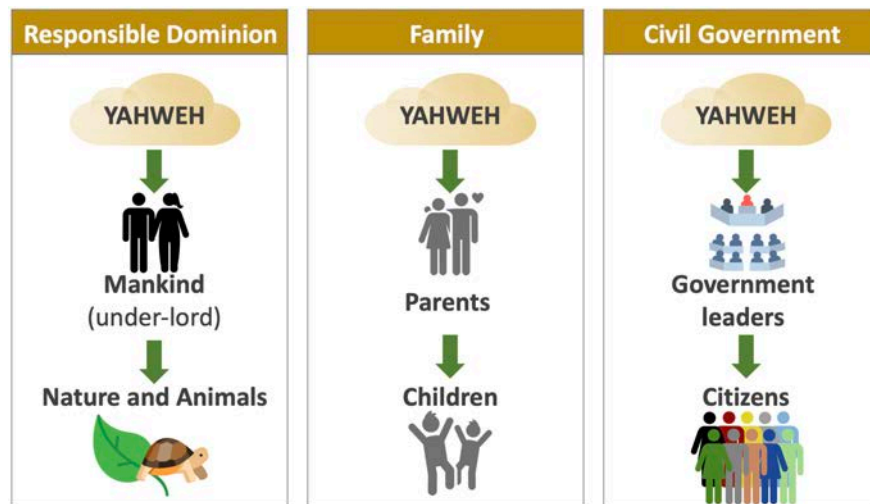 Responsible Dominion
YAHWEH
Mankind
(under-lord)
Nature and Animals
Family
YAHWEH
Parents
Children
Civil Government
YAHWEH
Government
leaders
Citizens